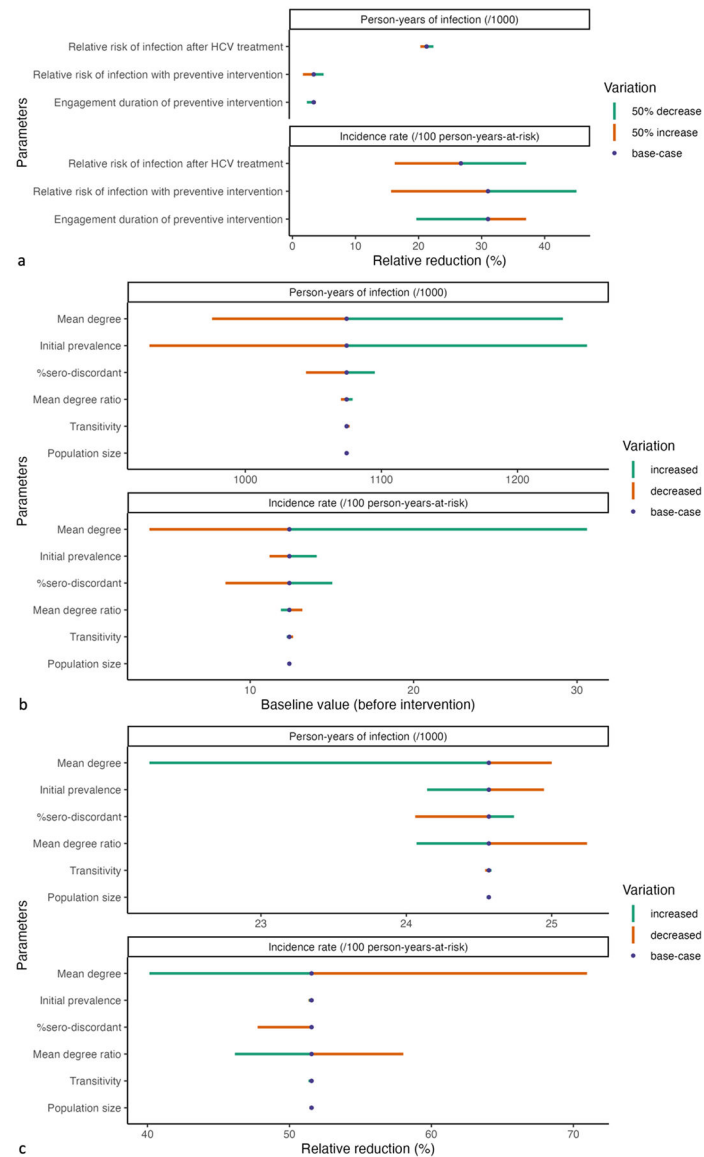 Person-years of infection (/1000)
Relative risk of infection after HCV treatment
Relative risk of infection with preventive intervention
Engagement duration of preventive intervention
Incidence rate (/100 person-years-at-risk)
Relative risk of infection after HCV treatment
Relative risk of infection with preventive intervention
Engagement duration of preventive intervention
0 10 20 30 40
Relative reduction (%)
Parameters
Variation
50% decrease
50% increase
base-case
a
Person-years of infection (/1000)
Mean degree
Initial prevalence
%sero-discordant
Mean degree ratio
Transitivity
Population size
1000 1100 1200
Incidence rate (/100 person-years-at-risk)
Mean degree
Initial prevalence
%sero-discordant
Mean degree ratio
Transitivity
Population size
10 20 30
Baseline value (before intervention)
Parameters
Variation
increased
decreased
base-case
b
Person-years of infection (/1000)
Mean degree
Initial prevalence
%sero-discordant
Mean degree ratio
Transitivity
Population size
23 24 25
Incidence rate (/100 person-years-at-risk)
Mean degree
Initial prevalence
%sero-discordant
Mean degree ratio
Transitivity
Population size
40 50 60 70
Relative reduction (%)
Parameters
Variation
increased
decreased
base-case
c